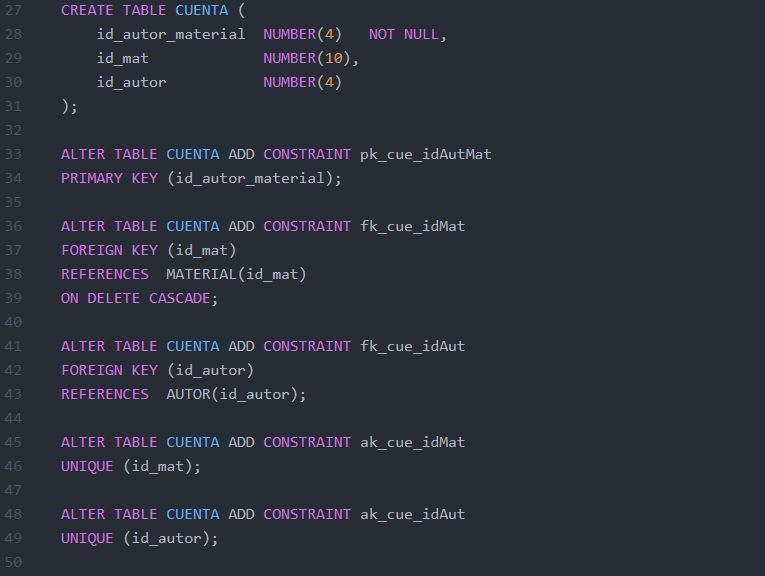 27 CREATE TABLE CUENTA (
28 id_autor_material NUMBER(4) NOT NULL,
29 id_mat NUMBER(10),
30 id_autor NUMBER(4)
31 );
32
33 ALTER TABLE CUENTA ADD CONSTRAINT pk_cue_idAutMat
34 PRIMARY KEY (id_autor_material);
35
36 ALTER TABLE CUENTA ADD CONSTRAINT fk_cue_idMat
37 FOREIGN KEY (id_mat)
38 REFERENCES MATERIAL(id_mat)
39 ON DELETE CASCADE;
40
41 ALTER TABLE CUENTA ADD CONSTRAINT fk_cue_idAut
42 FOREIGN KEY (id_autor)
43 REFERENCES AUTOR(id_autor);
44
45 ALTER TABLE CUENTA ADD CONSTRAINT ak_cue_idMat
46 UNIQUE (id_mat);
47
48 ALTER TABLE CUENTA ADD CONSTRAINT ak_cue_idAut
49 UNIQUE (id_autor);
50